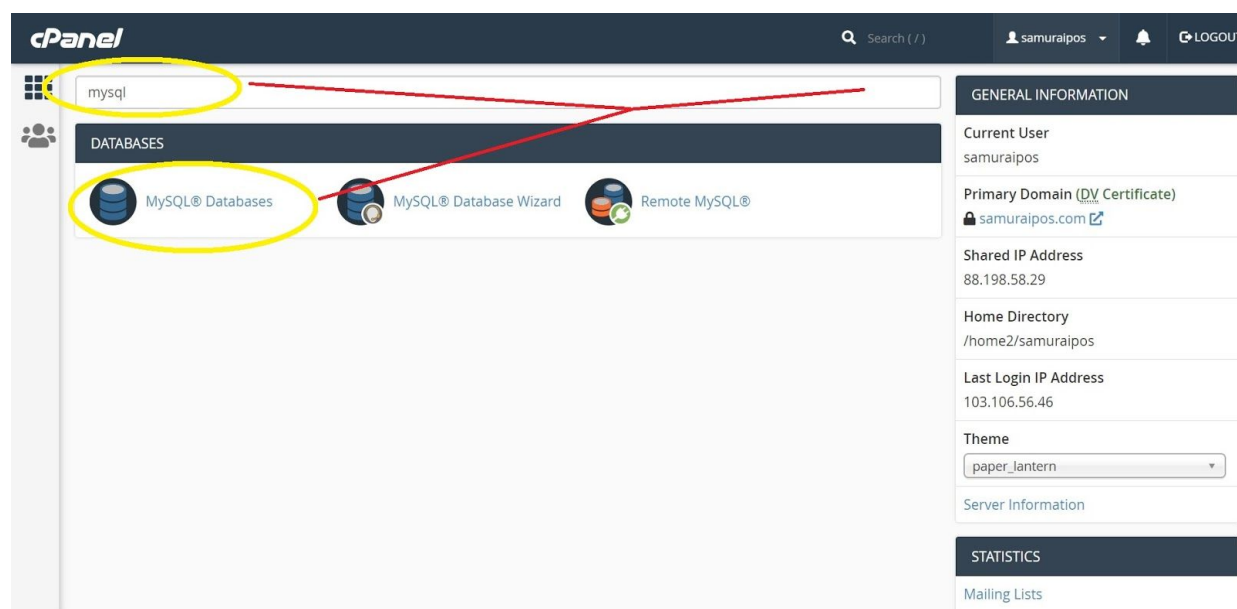 cPanel
Search ( / )
samuraipos
LOGOUT
mysql
DATABASES
MySQL® Databases
MySQL® Database Wizard
Remote MySQL®
GENERAL INFORMATION
Current User
samuraipos
Primary Domain (DV Certificate)
samuraipos.com
Shared IP Address
88.198.58.29
Home Directory
/home2/samuraipos
Last Login IP Address
103.106.56.46
Theme
paper_lantern
Server Information
STATISTICS
Mailing Lists